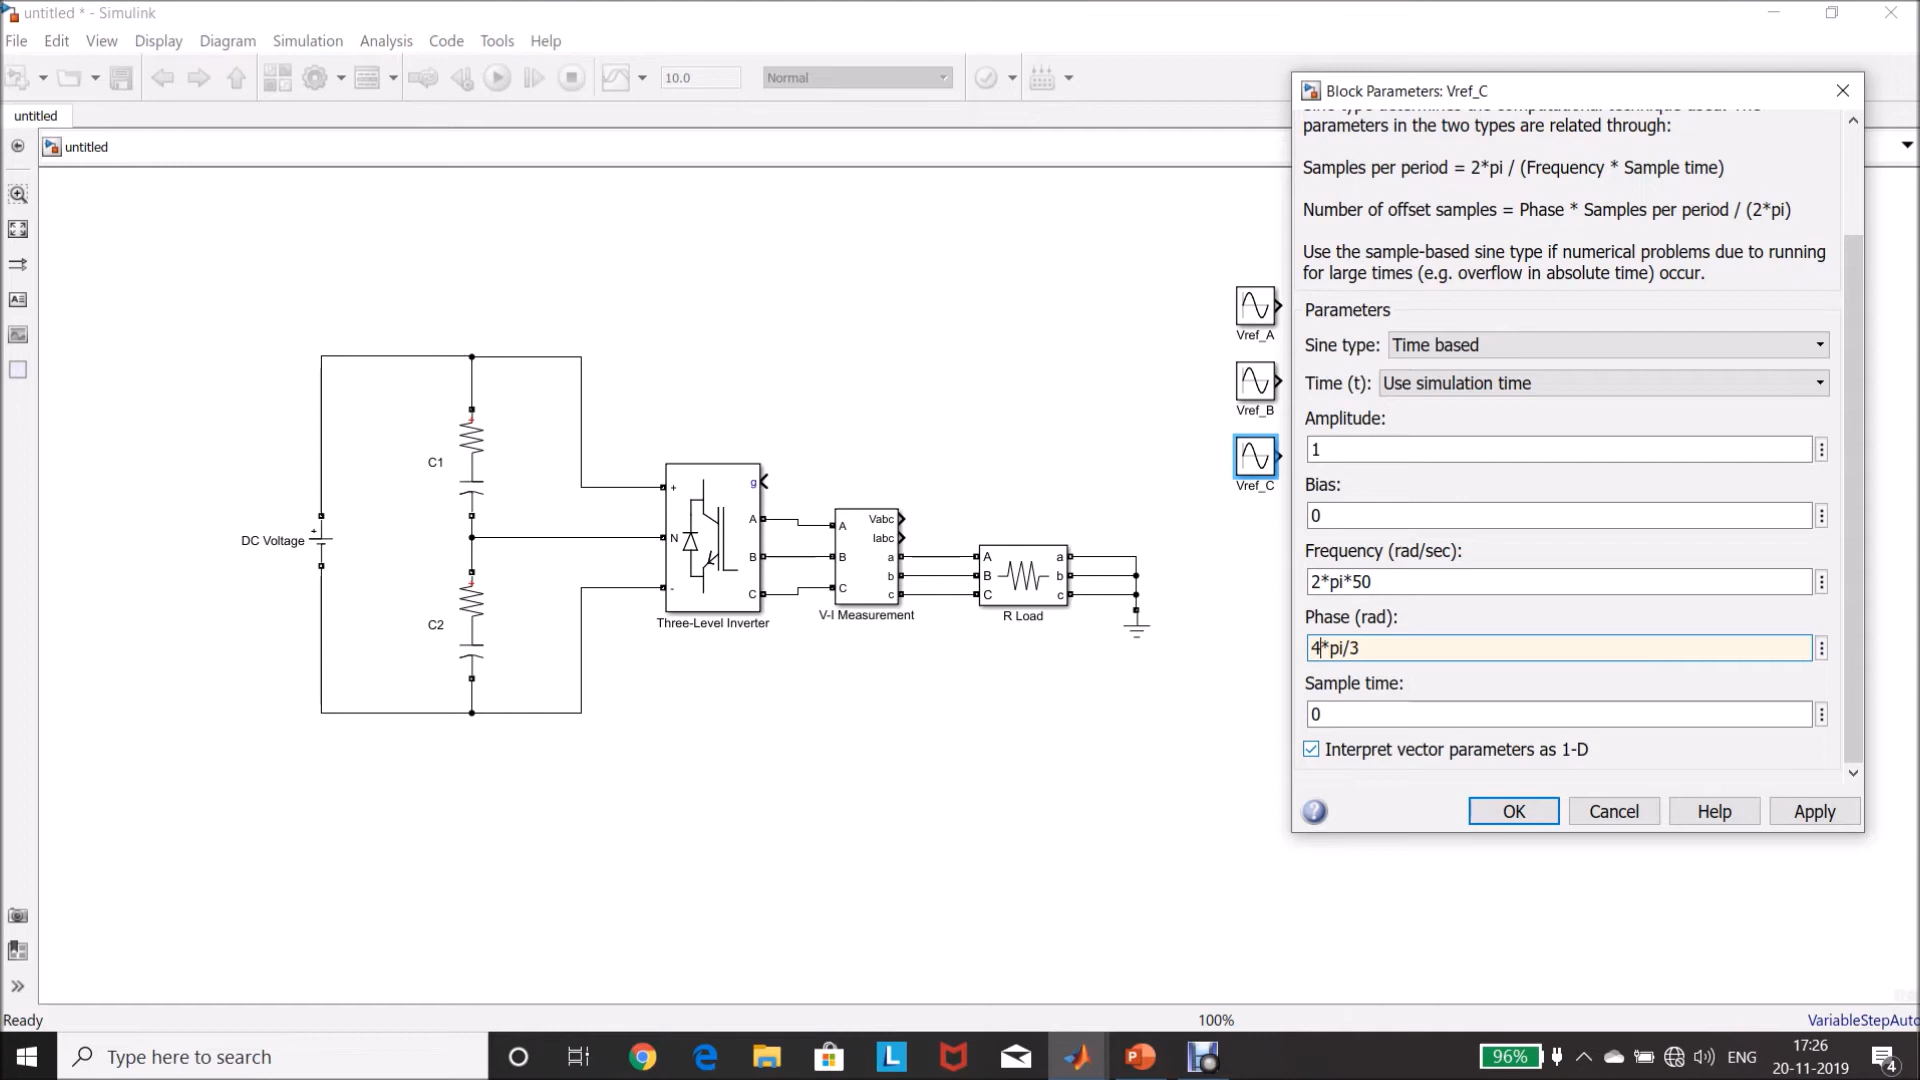 untitled * - Simulink
File Edit View Display Diagram Simulation Analysis Code Tools Help
10.0
Normal
untitled
untitled
DC Voltage
+
C1
C2
+
N
-
g
A
B
C
Three-Level Inverter
A
B
C
Vabc
Iabc
a
b
c
V-I Measurement
A
B
C
a
b
c
R Load
Vref_A
Vref_B
Vref_C
Block Parameters: Vref_C
parameters in the two types are related through:
Samples per period = 2*pi / (Frequency * Sample time)
Number of offset samples = Phase * Samples per period / (2*pi)
Use the sample-based sine type if numerical problems due to running
for large times (e.g. overflow in absolute time) occur.
Parameters
Sine type: Time based
Time (t): Use simulation time
Amplitude:
1
Bias:
0
Frequency (rad/sec):
2*pi*50
Phase (rad):
4*pi/3
Sample time:
0
Interpret vector parameters as 1-D
OK Cancel Help Apply
Ready
100%
VariableStepAuto
Type here to search
96%
ENG
17:26
20-11-2019
4